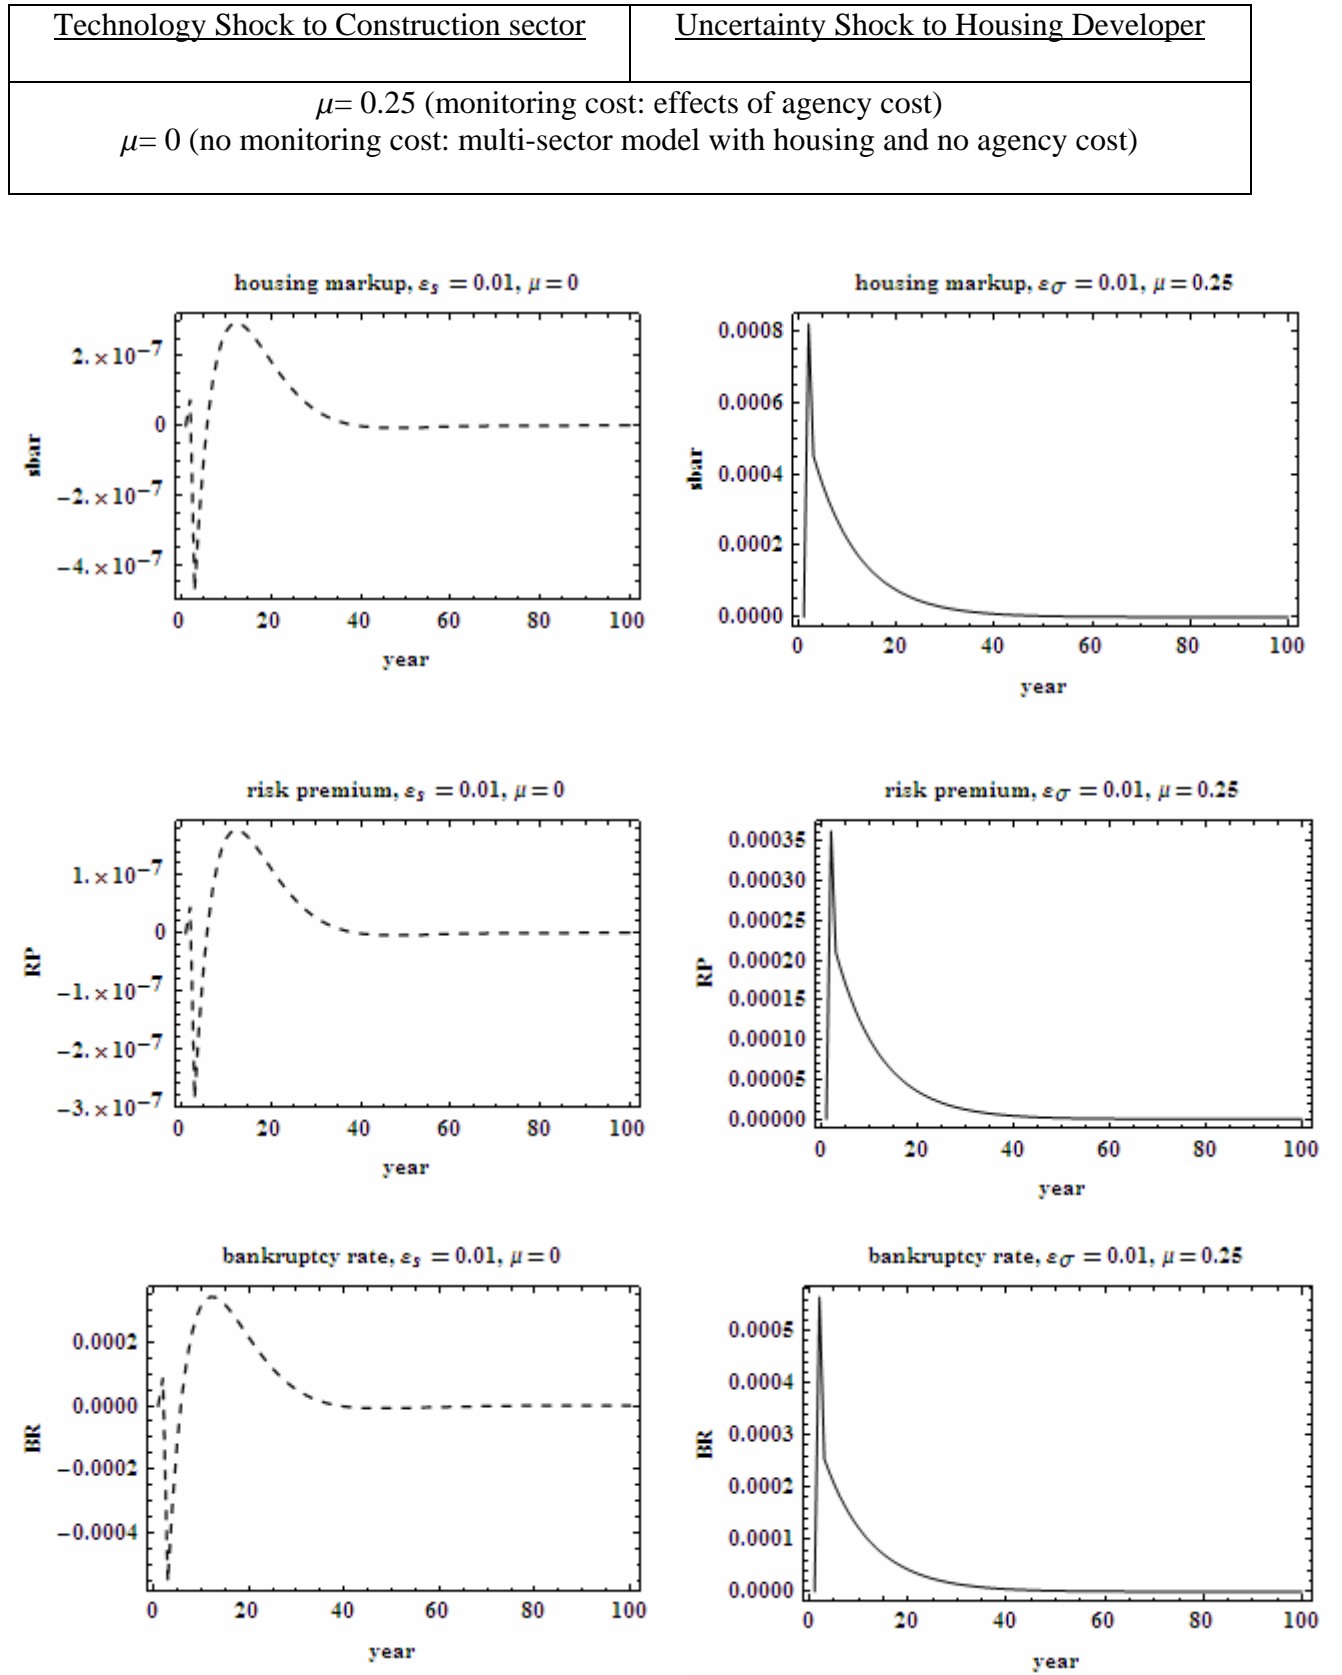 Technology Shock to Construction sector
Uncertainty Shock to Housing Developer
μ= 0.25 (monitoring cost: effects of agency cost)
μ= 0 (no monitoring cost: multi-sector model with housing and no agency cost)
housing markup, εs = 0.01, μ = 0
2.×10−7
0
−2.×10−7
−4.×10−7
sbar
0 20 40 60 80 100
year
housing markup, εσ = 0.01, μ = 0.25
0.0008
0.0006
0.0004
0.0002
0.0000
sbar
0 20 40 60 80 100
year
risk premium, εs = 0.01, μ = 0
1.×10−7
0
−1.×10−7
−2.×10−7
−3.×10−7
RP
0 20 40 60 80 100
year
risk premium, εσ = 0.01, μ = 0.25
0.00035
0.00030
0.00025
0.00020
0.00015
0.00010
0.00005
0.00000
RP
0 20 40 60 80 100
year
bankruptcy rate, εs = 0.01, μ = 0
0.0002
0.0000
−0.0002
−0.0004
BR
0 20 40 60 80 100
year
bankruptcy rate, εσ = 0.01, μ = 0.25
0.0005
0.0004
0.0003
0.0002
0.0001
0.0000
BR
0 20 40 60 80 100
year